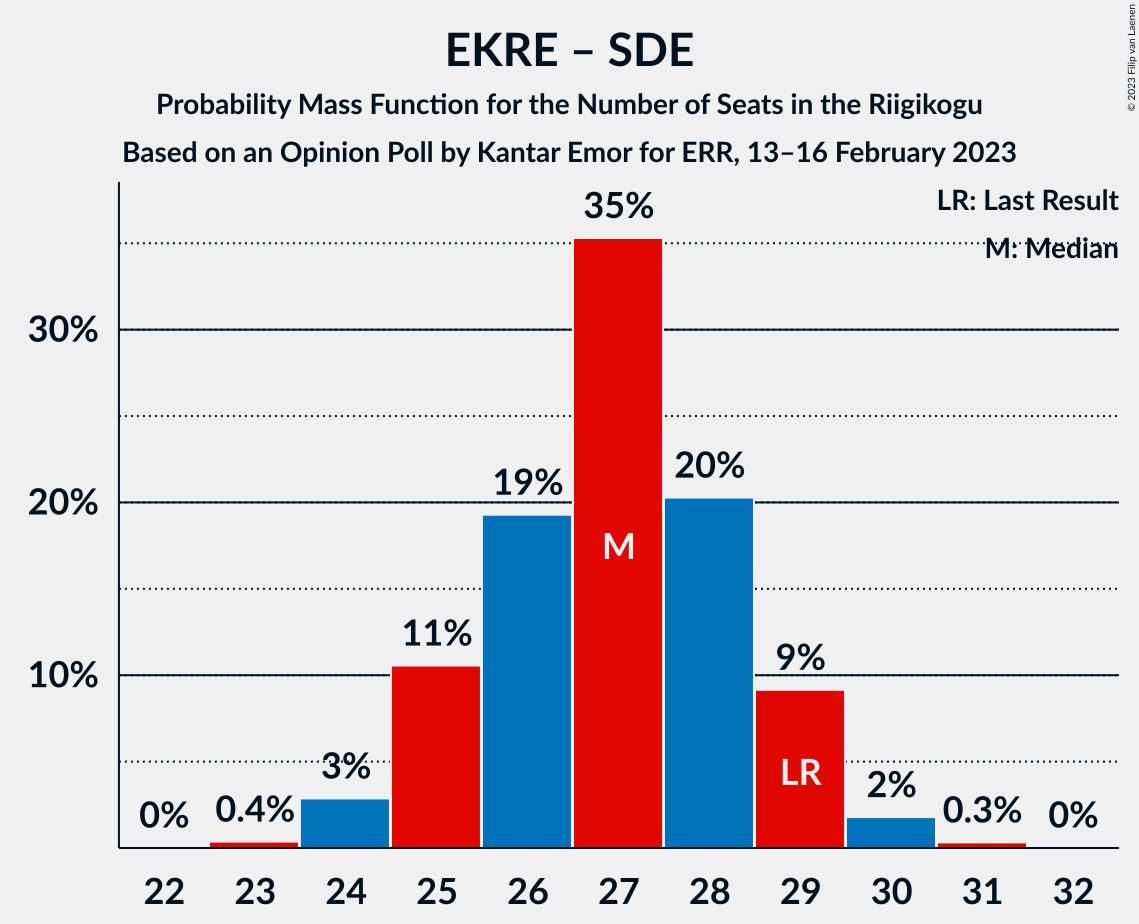 EKRE – SDE
Probability Mass Function for the Number of Seats in the Riigikogu
Based on an Opinion Poll by Kantar Emor for ERR, 13–16 February 2023
© 2023 Filip van Laenen
LR: Last Result
M: Median
30%
20%
10%
0%
0.4%
3%
11%
19%
35%
20%
9%
2%
0.3%
0%
M
LR
22 23 24 25 26 27 28 29 30 31 32